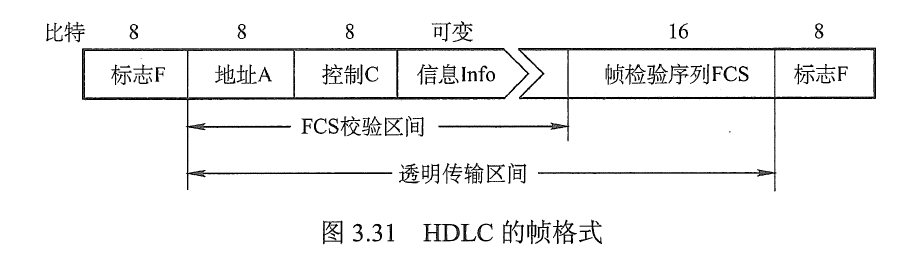 比特 8 8 8 可变 16 8
标志F 地址A 控制C 信息Info 帧检验序列FCS 标志F
FCS校验区间
透明传输区间
图 3.31 HDLC 的帧格式